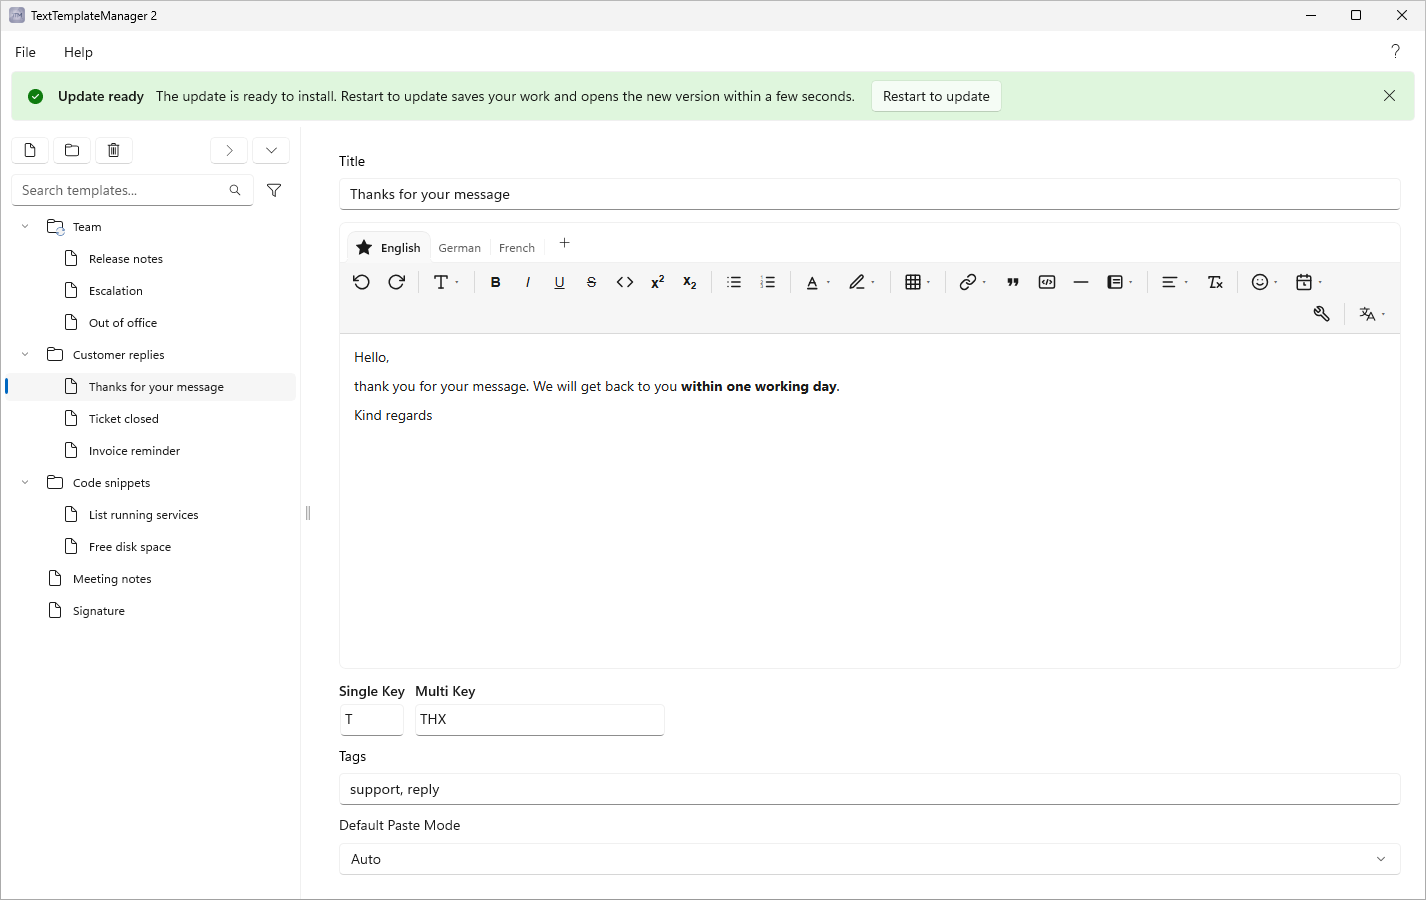 TextTemplateManager 2
File Help ?
Update ready The update is ready to install. Restart to update saves your work and opens the new version within a few seconds. Restart to update
Search templates...
Team
Release notes
Escalation
Out of office
Customer replies
Thanks for your message
Ticket closed
Invoice reminder
Code snippets
List running services
Free disk space
Meeting notes
Signature
Title
Thanks for your message
English German French +
Hello,
thank you for your message. We will get back to you within one working day.
Kind regards
Single Key Multi Key
T THX
Tags
support, reply
Default Paste Mode
Auto